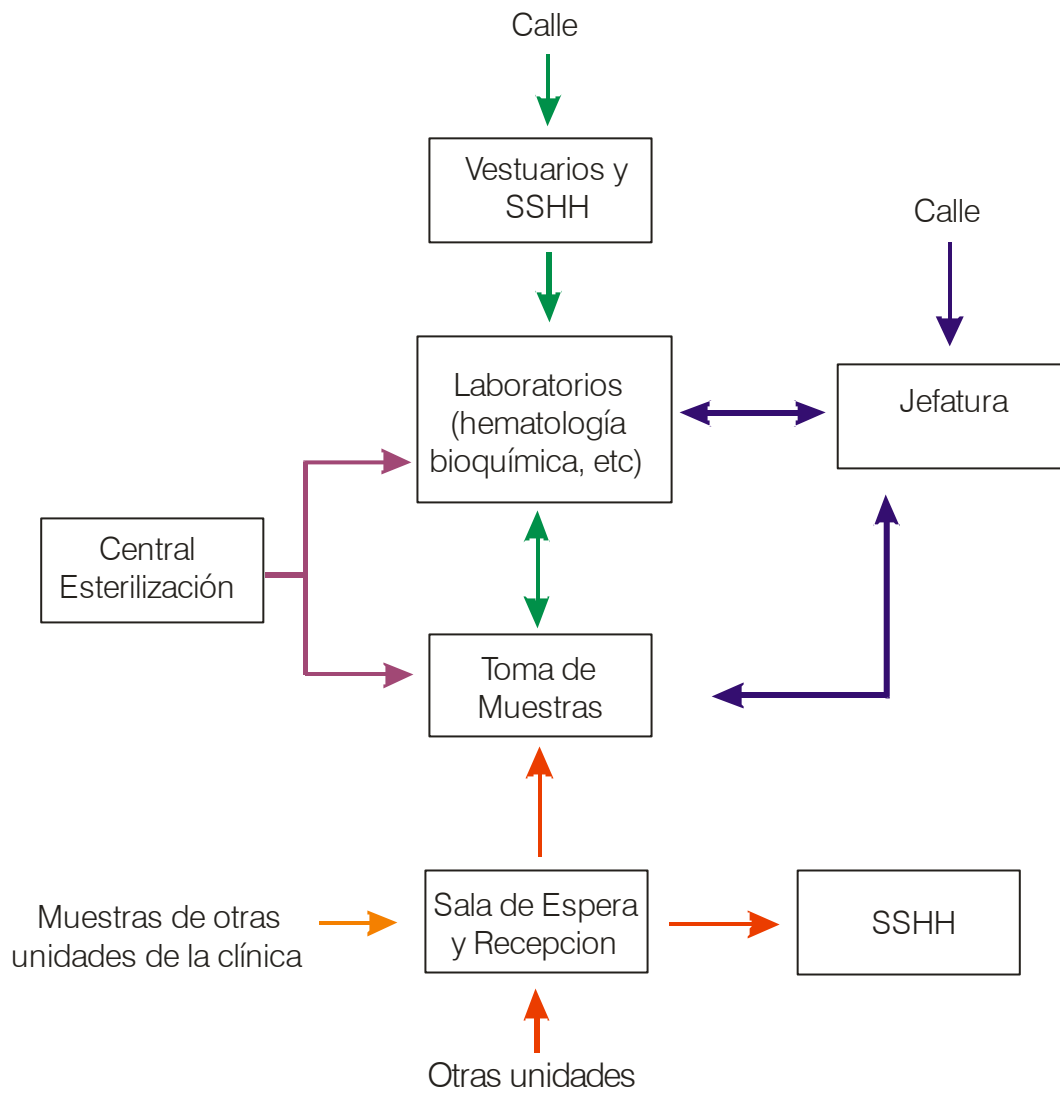 Calle
Vestuarios y
SSHH
Calle
Laboratorios
(hematología
bioquímica, etc)
Jefatura
Central
Esterilización
Toma de
Muestras
Muestras de otras
unidades de la clínica
Sala de Espera
y Recepcion
SSHH
Otras unidades